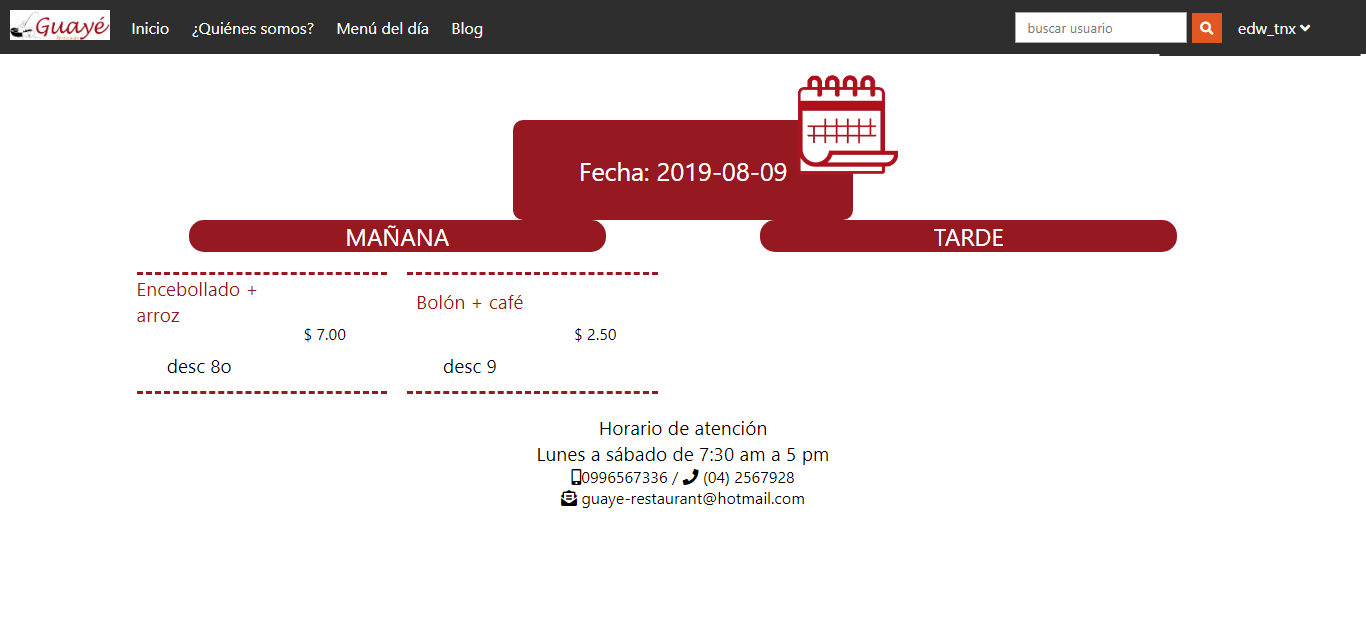 Guayé
Inicio
¿Quiénes somos?
Menú del día
Blog
buscar usuario
edw_tnx
Fecha: 2019-08-09
MAÑANA
TARDE
Encebollado +
arroz
$ 7.00
desc 8o
Bolón + café
$ 2.50
desc 9
Horario de atención
Lunes a sábado de 7:30 am a 5 pm
0996567336 / (04) 2567928
guaye-restaurant@hotmail.com